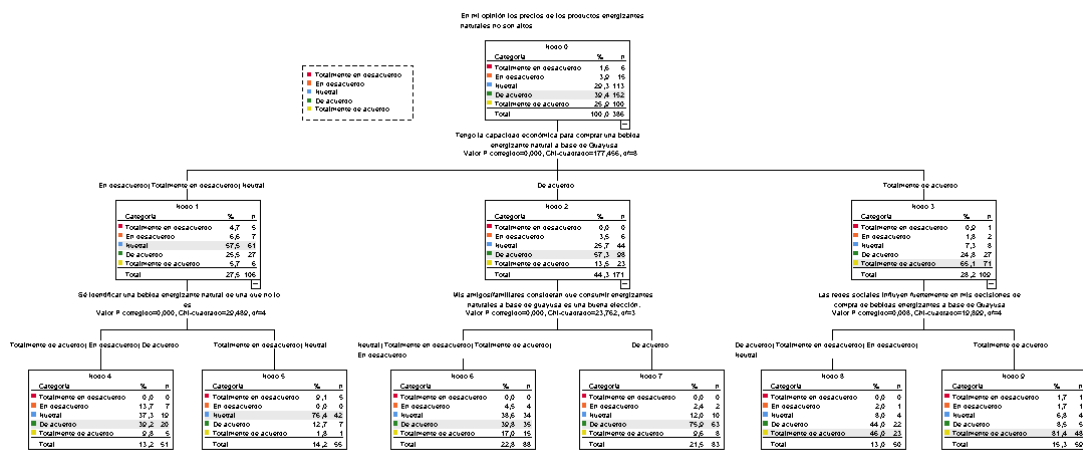 En mi opinión los precios de los productos energizantes
naturales no son altos
Nodo 0
Categoría % n
Totalmente en desacuerdo 1,6 6
En desacuerdo 3,9 15
Nuetral 29,3 113
De acuerdo 39,4 152
Totalmente de acuerdo 25,9 100
Total 100,0 386
Totalmente en desacuerdo
En desacuerdo
Nuetral
De acuerdo
Totalmente de acuerdo
Tengo la capacidad económica para comprar una bebida
energizante natural a base de Guayusa
Valor P corregido=0,000, Chi-cuadrado=177,466, df=8
En desacuerdo; Totalmente en desacuerdo; Nuetral
De acuerdo
Totalmente de acuerdo
Nodo 1
Categoría % n
Totalmente en desacuerdo 4,7 5
En desacuerdo 6,6 7
Nuetral 57,5 61
De acuerdo 25,5 27
Totalmente de acuerdo 5,7 6
Total 27,5 106
Nodo 2
Categoría % n
Totalmente en desacuerdo 0,0 0
En desacuerdo 3,5 6
Nuetral 25,7 44
De acuerdo 57,3 98
Totalmente de acuerdo 13,5 23
Total 44,3 171
Nodo 3
Categoría % n
Totalmente en desacuerdo 0,9 1
En desacuerdo 1,8 2
Nuetral 7,3 8
De acuerdo 24,8 27
Totalmente de acuerdo 65,1 71
Total 28,2 109
Sé identificar una bebida energizante natural de una que no lo
es
Valor P corregido=0,000, Chi-cuadrado=29,489, df=4
Mis amigos/familiares consideran que consumir energizantes
naturales a base de guayusa es una buena elección.
Valor P corregido=0,000, Chi-cuadrado=23,762, df=3
Las redes sociales influyen fuertemente en mis decisiones de
compra de bebidas energizantes a base de Guayusa
Valor P corregido=0,008, Chi-cuadrado=19,899, df=4
Totalmente de acuerdo; En desacuerdo; De acuerdo
Totalmente en desacuerdo; Nuetral
Nuetral; Totalmente en desacuerdo; Totalmente de acuerdo;
En desacuerdo
De acuerdo
De acuerdo; Totalmente en desacuerdo; En desacuerdo;
Nuetral
Totalmente de acuerdo
Nodo 4
Categoría % n
Totalmente en desacuerdo 0,0 0
En desacuerdo 13,7 7
Nuetral 37,3 19
De acuerdo 39,2 20
Totalmente de acuerdo 9,8 5
Total 13,2 51
Nodo 5
Categoría % n
Totalmente en desacuerdo 9,1 5
En desacuerdo 0,0 0
Nuetral 76,4 42
De acuerdo 12,7 7
Totalmente de acuerdo 1,8 1
Total 14,2 55
Nodo 6
Categoría % n
Totalmente en desacuerdo 0,0 0
En desacuerdo 4,5 4
Nuetral 38,6 34
De acuerdo 39,8 35
Totalmente de acuerdo 17,0 15
Total 22,8 88
Nodo 7
Categoría % n
Totalmente en desacuerdo 0,0 0
En desacuerdo 2,4 2
Nuetral 12,0 10
De acuerdo 75,9 63
Totalmente de acuerdo 9,6 8
Total 21,5 83
Nodo 8
Categoría % n
Totalmente en desacuerdo 0,0 0
En desacuerdo 2,0 1
Nuetral 8,0 4
De acuerdo 44,0 22
Totalmente de acuerdo 46,0 23
Total 13,0 50
Nodo 9
Categoría % n
Totalmente en desacuerdo 1,7 1
En desacuerdo 1,7 1
Nuetral 6,8 4
De acuerdo 8,5 5
Totalmente de acuerdo 81,4 48
Total 15,3 59